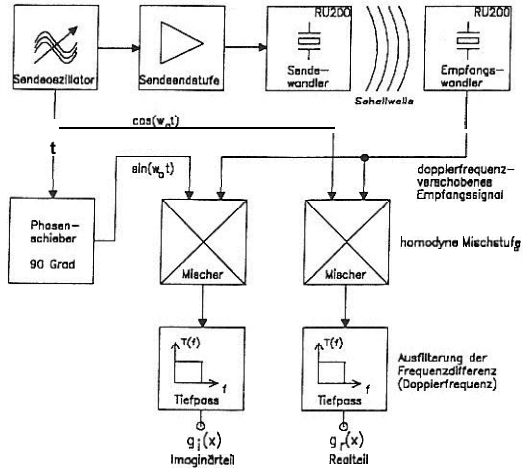 RU200
RU200
Sendeoszillator
Sendeendstufe
Sende-
wandler
Schallwelle
Empfangs-
wandler
cos(w₀t)
t
sin(w₀t)
dopplerfrequenz-
verschobenes
Empfangssignal
Phasen-
schieber
90 Grad
Mischer
Mischer
homodyne Mischstufe
T(f)
f
Tiefpass
T(f)
f
Tiefpass
Ausfilterung der
Frequenzdifferenz
(Dopplerfrequenz)
gᵢ(x)
Imaginärteil
gᵣ(x)
Realteil